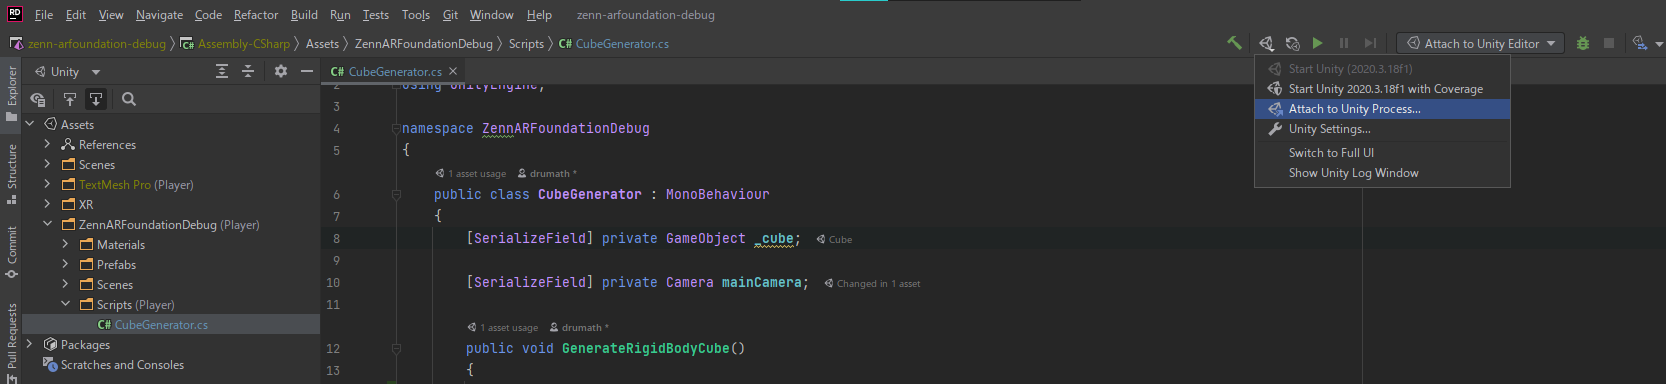 RD File Edit View Navigate Code Refactor Build Run Tests Tools Git Window Help zenn-arfoundation-debug
zenn-arfoundation-debug Assembly-CSharp Assets ZennARFoundationDebug Scripts C# CubeGenerator.cs Attach to Unity Editor
Unity
C# CubeGenerator.cs
Start Unity (2020.3.18f1)
Start Unity 2020.3.18f1 with Coverage
Attach to Unity Process...
Unity Settings...
Switch to Full UI
Show Unity Log Window
Explorer
Structure
Commit
Pull Requests
Assets
References
Scenes
TextMesh Pro (Player)
XR
ZennARFoundationDebug (Player)
Materials
Prefabs
Scenes
Scripts (Player)
C# CubeGenerator.cs
Packages
Scratches and Consoles
2 using UnityEngine;
3
4 namespace ZennARFoundationDebug
5 {
1 asset usage drumath *
6 public class CubeGenerator : MonoBehaviour
7 {
8 [SerializeField] private GameObject _cube; Cube
9
10 [SerializeField] private Camera mainCamera; Changed in 1 asset
11
1 asset usage drumath *
12 public void GenerateRigidBodyCube()
13 {